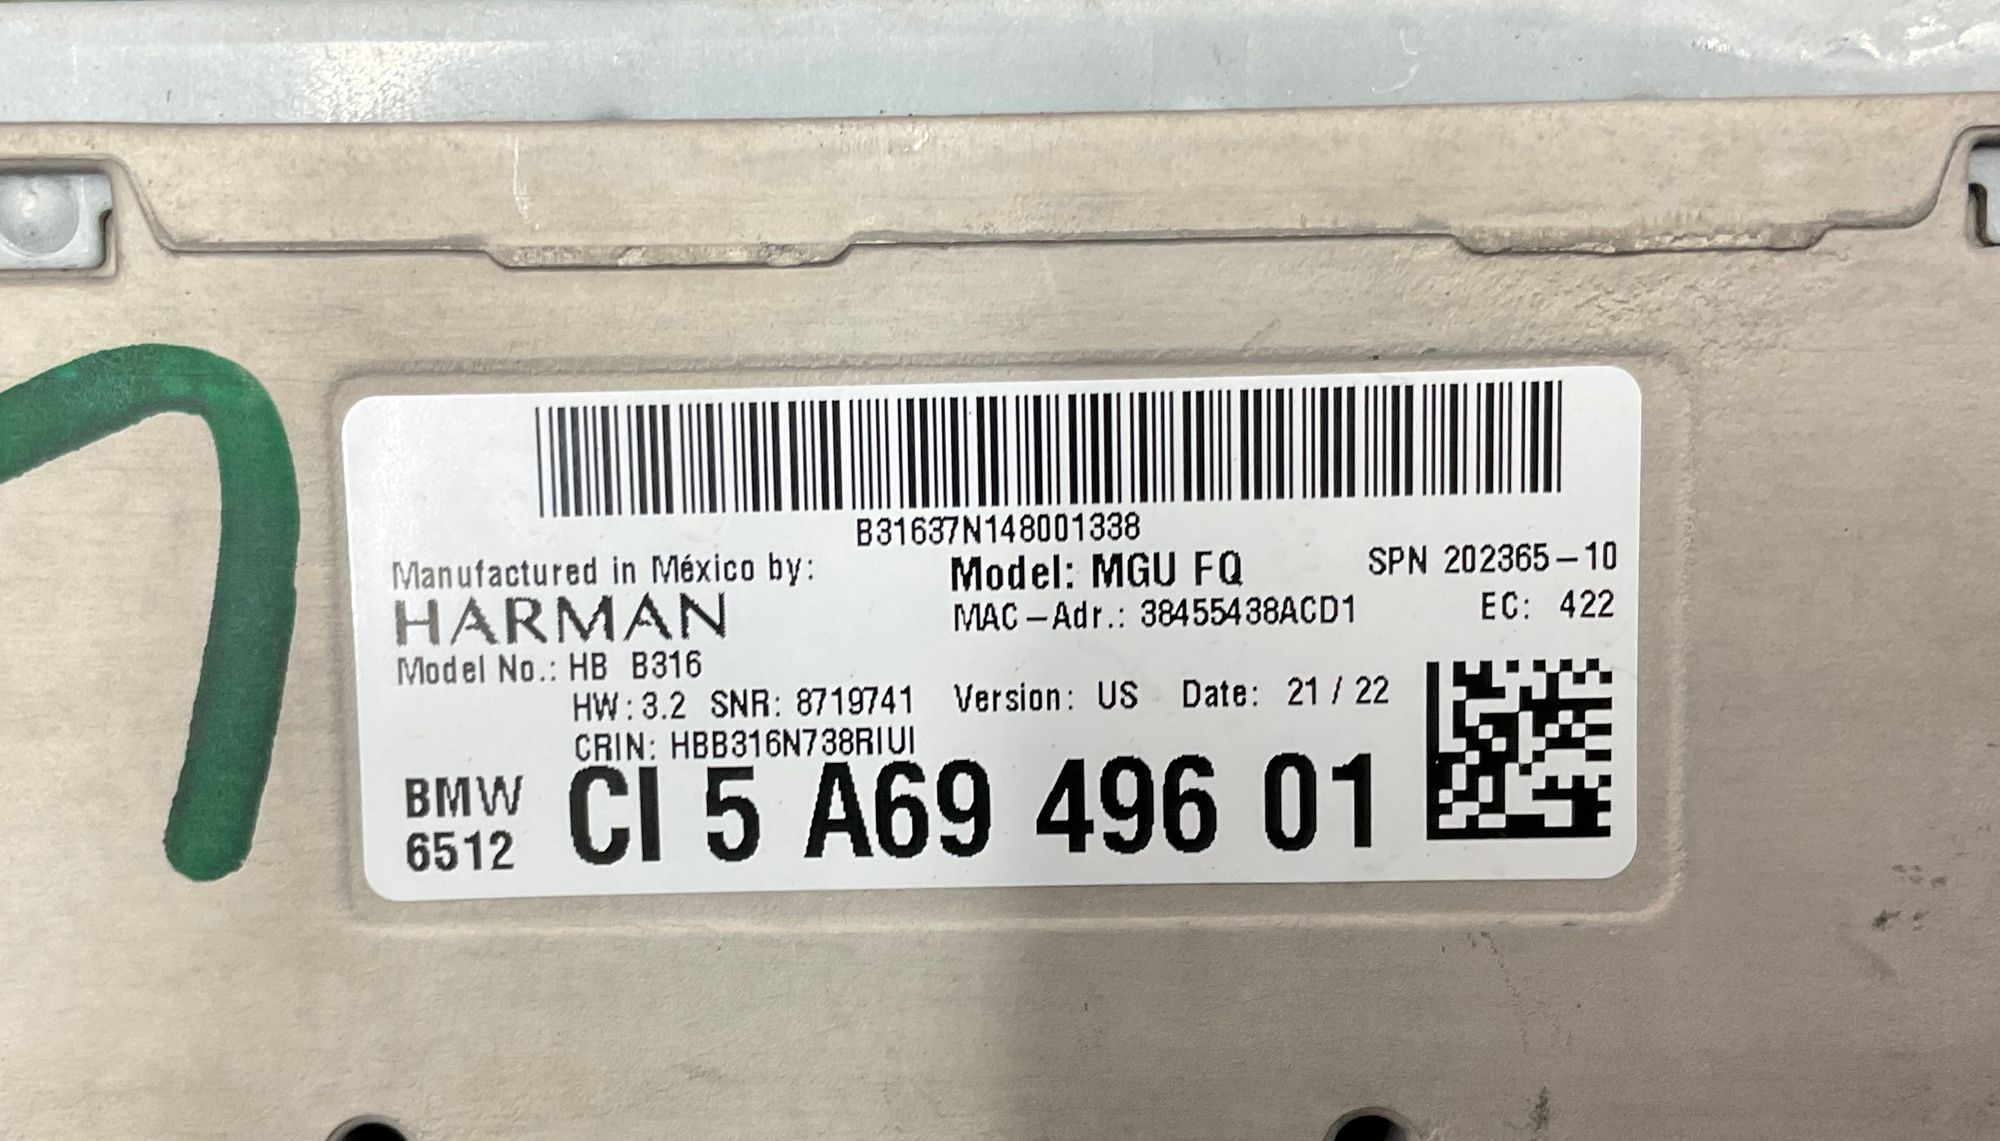 B31637N148001338
Manufactured in México by:
HARMAN
Model: MGU FQ
SPN 202365-10
MAC-Adr.: 38455438ACD1
EC: 422
Model No.: HB B316
HW: 3.2 SNR: 8719741 Version: US Date: 21 / 22
CRIN: HBB316N738RIUI
BMW
6512
CI 5 A69 496 01